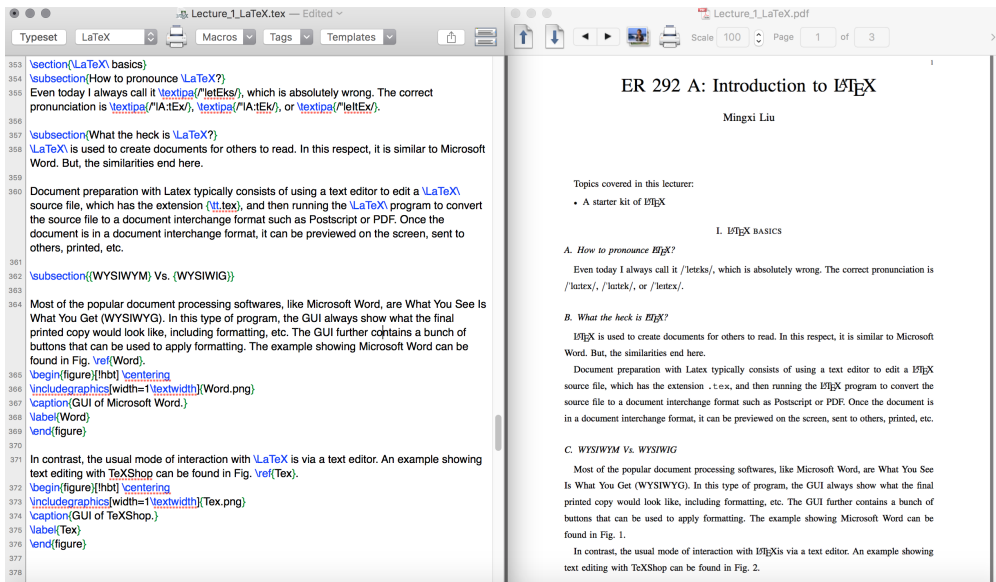 Lecture_1_LaTeX.tex — Edited
Typeset LaTeX Macros Tags Templates
353 \section{\LaTeX\ basics}
354 \subsection{How to pronounce \LaTeX?}
355 Even today I always call it \textipa{/"letEks/}, which is absolutely wrong. The correct
pronunciation is \textipa{/"lA:tEx/}, \textipa{/"lA:tEk/}, or \textipa{/"leItEx/}.
356
357 \subsection{What the heck is \LaTeX?}
358 \LaTeX\ is used to create documents for others to read. In this respect, it is similar to Microsoft
Word. But, the similarities end here.
359
360 Document preparation with Latex typically consists of using a text editor to edit a \LaTeX\
source file, which has the extension {\tt.tex}, and then running the \LaTeX\ program to convert
the source file to a document interchange format such as Postscript or PDF. Once the
document is in a document interchange format, it can be previewed on the screen, sent to
others, printed, etc.
361
362 \subsection{{WYSIWYM} Vs. {WYSIWIG}}
363
364 Most of the popular document processing softwares, like Microsoft Word, are What You See Is
What You Get (WYSIWYG). In this type of program, the GUI always show what the final
printed copy would look like, including formatting, etc. The GUI further contains a bunch of
buttons that can be used to apply formatting. The example showing Microsoft Word can be
found in Fig. \ref{Word}.
365 \begin{figure}[!hbt] \centering
366 \includegraphics[width=1\textwidth]{Word.png}
367 \caption{GUI of Microsoft Word.}
368 \label{Word}
369 \end{figure}
370
371 In contrast, the usual mode of interaction with \LaTeX is via a text editor. An example showing
text editing with TeXShop can be found in Fig. \ref{Tex}.
372 \begin{figure}[!hbt] \centering
373 \includegraphics[width=1\textwidth]{Tex.png}
374 \caption{GUI of TeXShop.}
375 \label{Tex}
376 \end{figure}
377
378
Lecture_1_LaTeX.pdf
Scale 100 Page 1 of 3
1
ER 292 A: Introduction to LATEX
Mingxi Liu
Topics covered in this lecturer:
• A starter kit of LATEX
I. LATEX BASICS
A. How to pronounce LATEX?
Even today I always call it /ˈletɛks/, which is absolutely wrong. The correct pronunciation is
/ˈlɑːtɛx/, /ˈlɑːtɛk/, or /ˈleɪtɛx/.
B. What the heck is LATEX?
LATEX is used to create documents for others to read. In this respect, it is similar to Microsoft
Word. But, the similarities end here.
Document preparation with Latex typically consists of using a text editor to edit a LATEX
source file, which has the extension .tex, and then running the LATEX program to convert the
source file to a document interchange format such as Postscript or PDF. Once the document is
in a document interchange format, it can be previewed on the screen, sent to others, printed, etc.
C. WYSIWYM Vs. WYSIWIG
Most of the popular document processing softwares, like Microsoft Word, are What You See
Is What You Get (WYSIWYG). In this type of program, the GUI always show what the final
printed copy would look like, including formatting, etc. The GUI further contains a bunch of
buttons that can be used to apply formatting. The example showing Microsoft Word can be
found in Fig. 1.
In contrast, the usual mode of interaction with LATEXis via a text editor. An example showing
text editing with TeXShop can be found in Fig. 2.